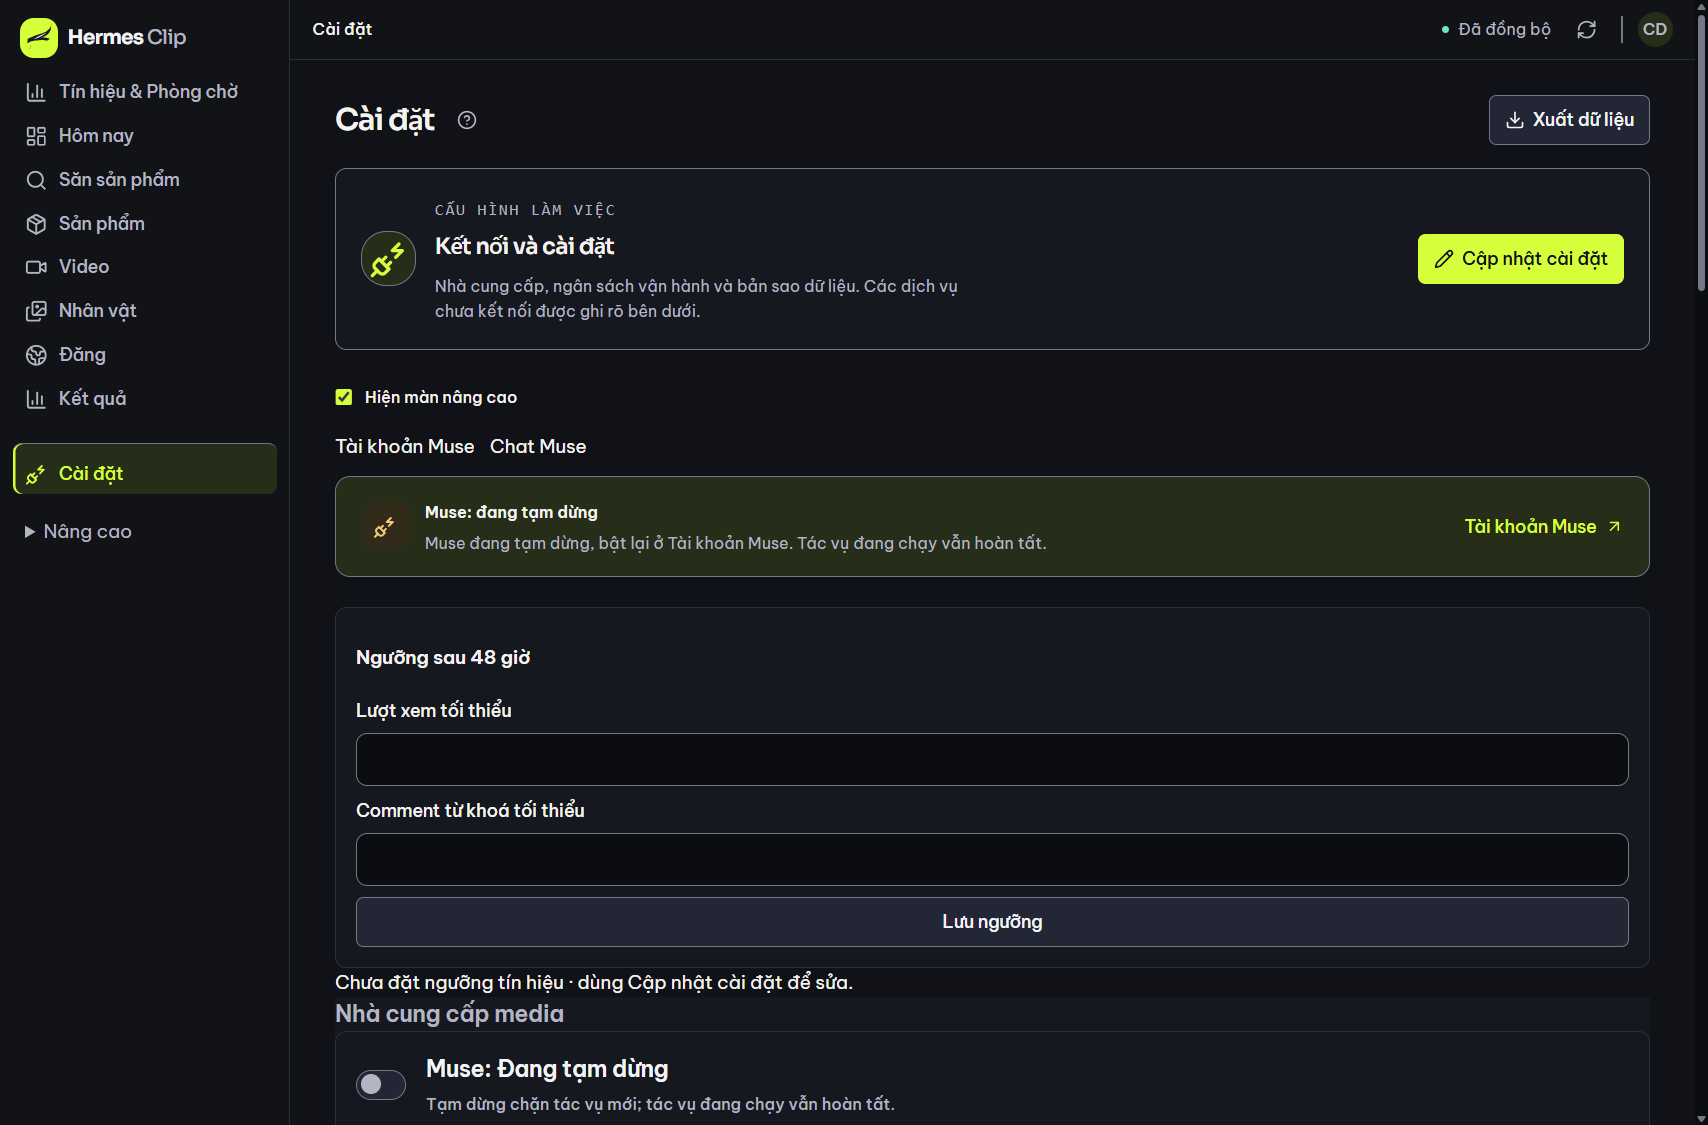 Hermes Clip
Tín hiệu & Phòng chờ
Hôm nay
Săn sản phẩm
Sản phẩm
Video
Nhân vật
Đăng
Kết quả
Cài đặt
Nâng cao
Cài đặt
Đã đồng bộ
CD
Cài đặt
Xuất dữ liệu
CẤU HÌNH LÀM VIỆC
Kết nối và cài đặt
Nhà cung cấp, ngân sách vận hành và bản sao dữ liệu. Các dịch vụ
chưa kết nối được ghi rõ bên dưới.
Cập nhật cài đặt
Hiện màn nâng cao
Tài khoản Muse Chat Muse
Muse: đang tạm dừng
Muse đang tạm dừng, bật lại ở Tài khoản Muse. Tác vụ đang chạy vẫn hoàn tất.
Tài khoản Muse
Ngưỡng sau 48 giờ
Lượt xem tối thiểu
Comment từ khoá tối thiểu
Lưu ngưỡng
Chưa đặt ngưỡng tín hiệu · dùng Cập nhật cài đặt để sửa.
Nhà cung cấp media
Muse: Đang tạm dừng
Tạm dừng chặn tác vụ mới; tác vụ đang chạy vẫn hoàn tất.